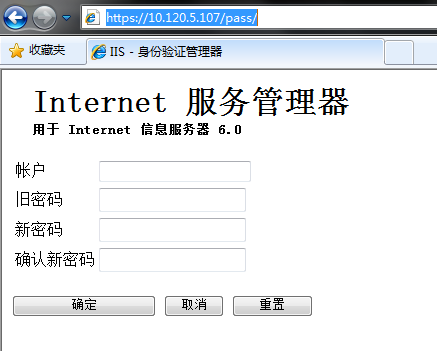 https://10.120.5.107/pass/
收藏夹
IIS - 身份验证管理器
Internet 服务管理器
用于 Internet 信息服务器 6.0
帐户
旧密码
新密码
确认新密码
确定 取消 重置